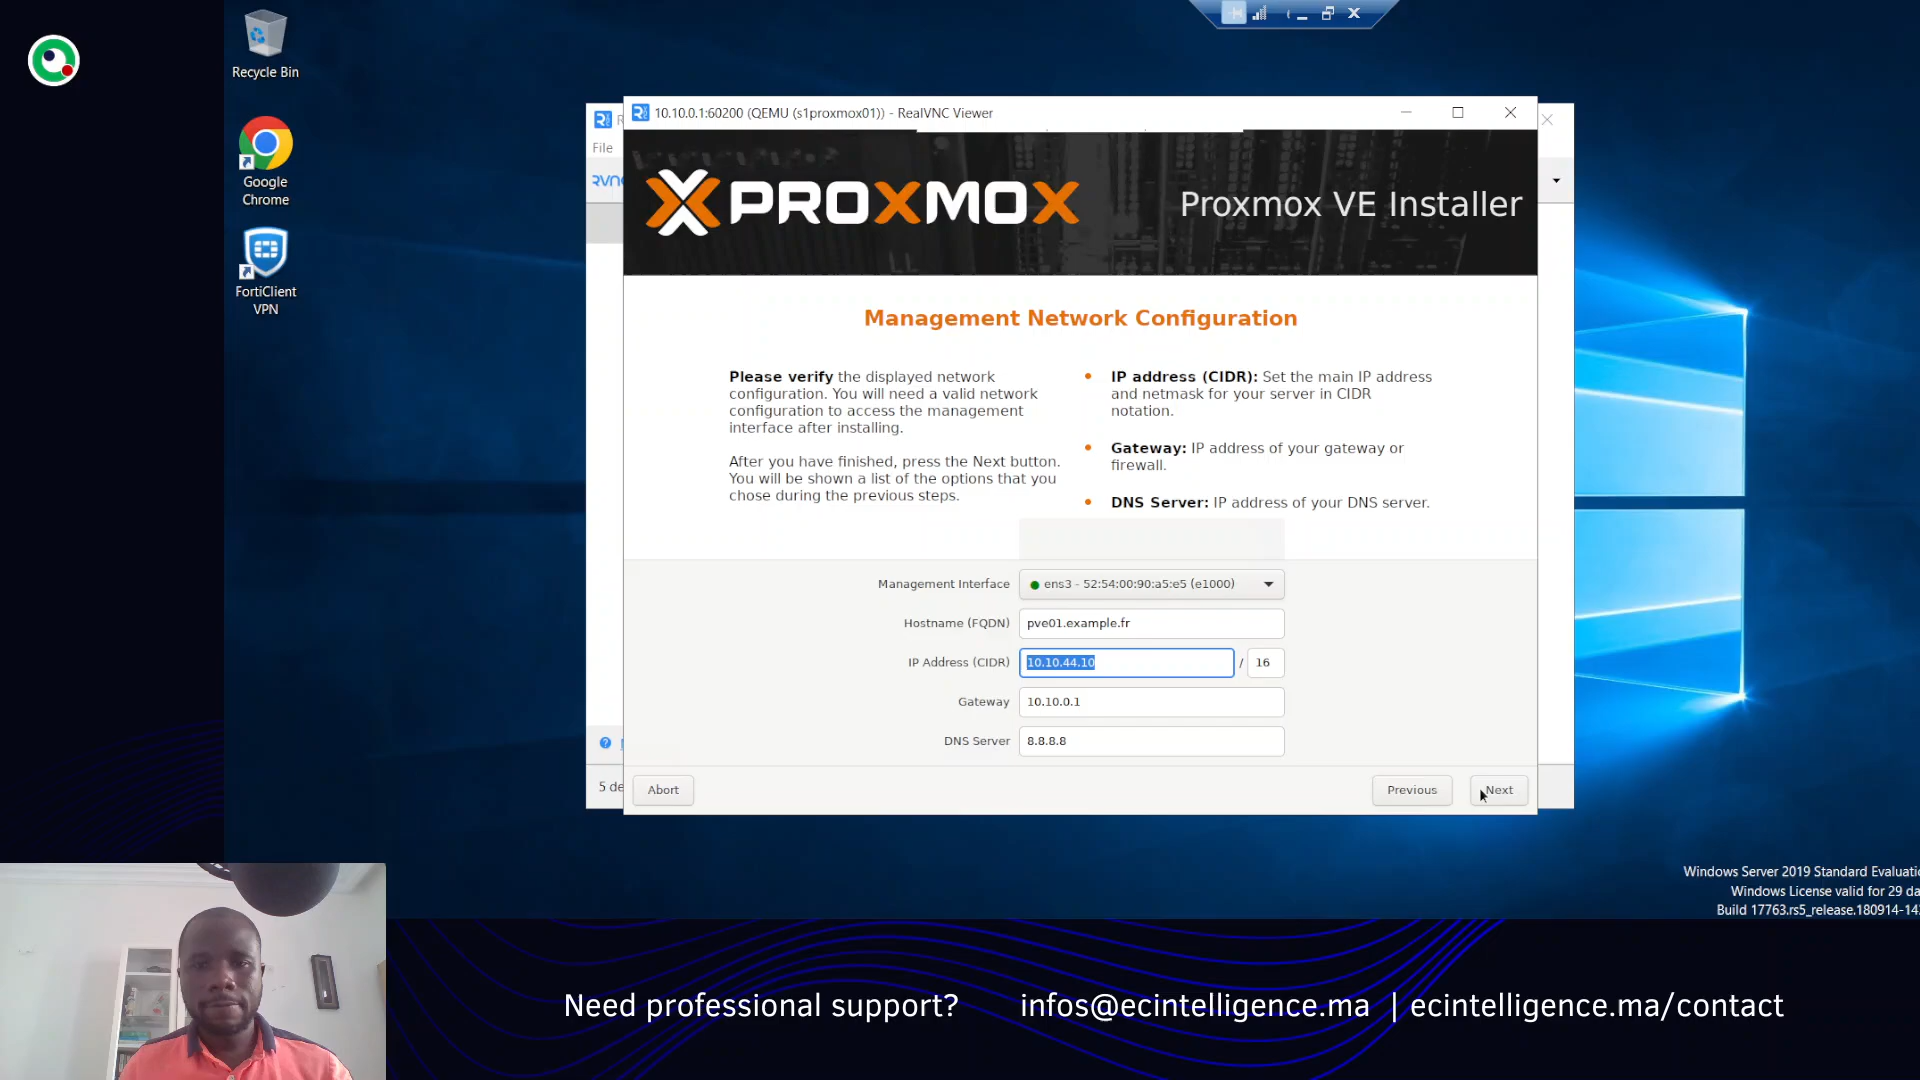 Recycle Bin
Google
Chrome
FortiClient
VPN
10.10.0.1:60200 (QEMU (s1proxmox01)) - RealVNC Viewer
File
PROXMOX
Proxmox VE Installer
Management Network Configuration
Please verify the displayed network
configuration. You will need a valid network
configuration to access the management
interface after installing.
After you have finished, press the Next button.
You will be shown a list of the options that you
chose during the previous steps.
IP address (CIDR): Set the main IP address
and netmask for your server in CIDR
notation.
Gateway: IP address of your gateway or
firewall.
DNS Server: IP address of your DNS server.
Management Interface
ens3 - 52:54:00:90:a5:e5 (e1000)
Hostname (FQDN)
pve01.example.fr
IP Address (CIDR)
10.10.44.10 / 16
Gateway
10.10.0.1
DNS Server
8.8.8.8
5 de
Abort
Previous
Next
Windows Server 2019 Standard Evaluatio
Windows License valid for 29 da
Build 17763.rs5_release.180914-143
Need professional support?
infos@ecintelligence.ma | ecintelligence.ma/contact